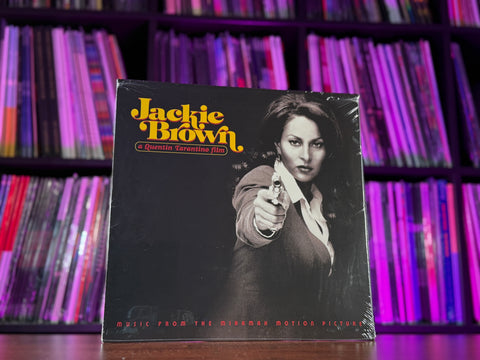 Jackie
Brown
a Quentin Tarantino film
MUSIC FROM THE MIRAMAX MOTION PICTURE